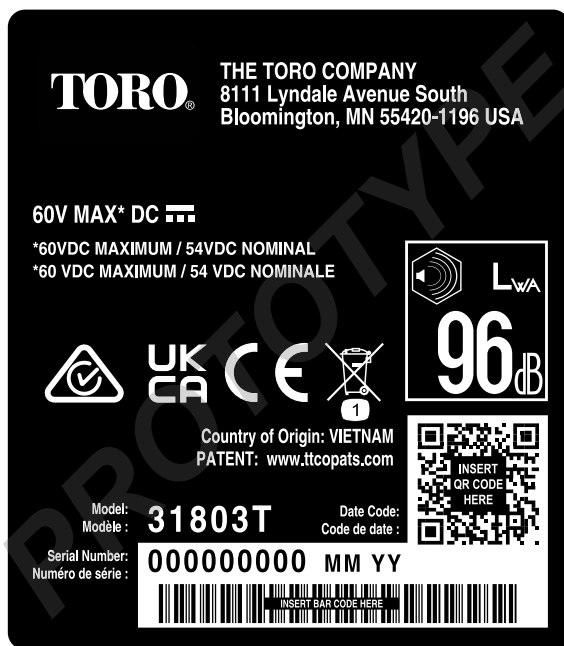 TORO®
THE TORO COMPANY
8111 Lyndale Avenue South
Bloomington, MN 55420-1196 USA
60V MAX* DC
*60VDC MAXIMUM / 54VDC NOMINAL
*60 VDC MAXIMUM / 54 VDC NOMINALE
LWA
96dB
UK
CA
CE
1
Country of Origin: VIETNAM
PATENT: www.ttcopats.com
INSERT
QR CODE
HERE
Model:
Modèle :
31803T
Date Code:
Code de date :
Serial Number:
Numéro de série :
000000000 MM YY
INSERT BAR CODE HERE
PROTOTYPE